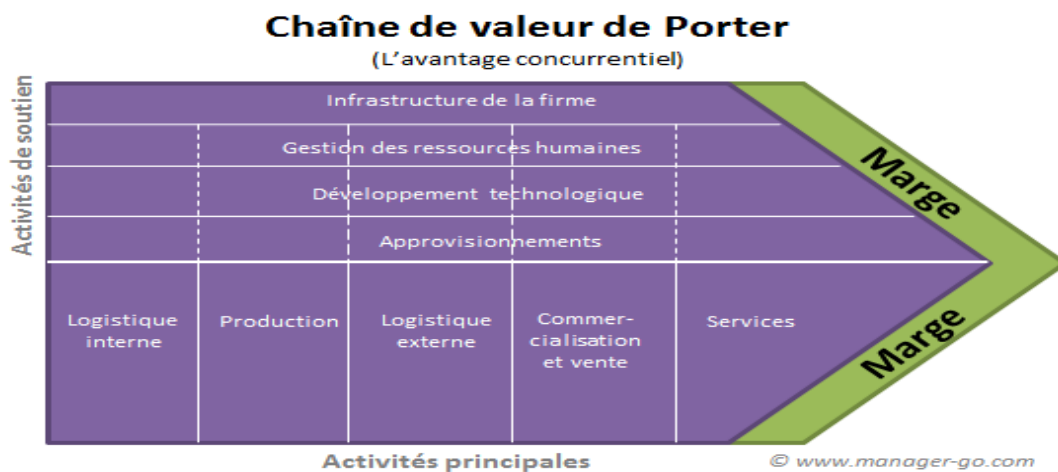 Chaîne de valeur de Porter
(L'avantage concurrentiel)
Activités de soutien
Infrastructure de la firme
Gestion des ressources humaines
Développement technologique
Approvisionnements
Marge
Logistique
interne
Production
Logistique
externe
Commer-
cialisation
et vente
Services
Marge
Activités principales
© www.manager-go.com